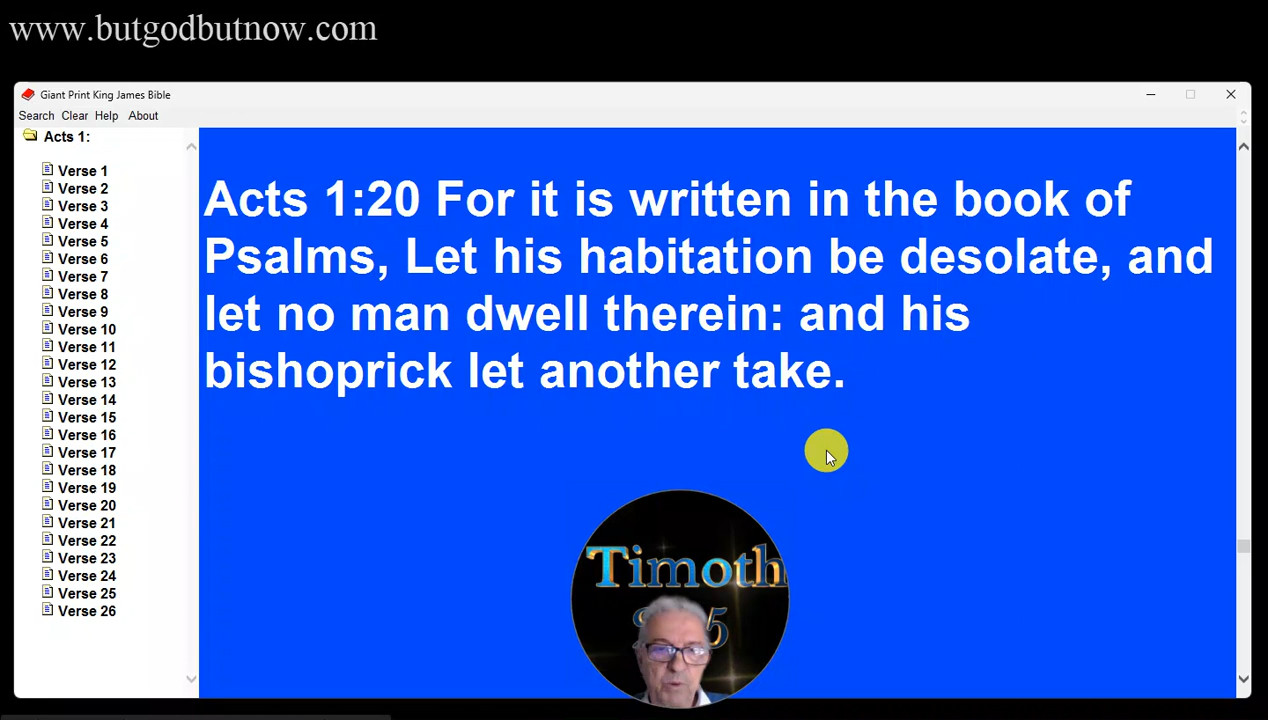 www.butgodbutnow.com
Giant Print King James Bible
Search Clear Help About
Acts 1:
Verse 1
Verse 2
Verse 3
Verse 4
Verse 5
Verse 6
Verse 7
Verse 8
Verse 9
Verse 10
Verse 11
Verse 12
Verse 13
Verse 14
Verse 15
Verse 16
Verse 17
Verse 18
Verse 19
Verse 20
Verse 21
Verse 22
Verse 23
Verse 24
Verse 25
Verse 26
Acts 1:20 For it is written in the book of
Psalms, Let his habitation be desolate, and
let no man dwell therein: and his
bishoprick let another take.
Timoth